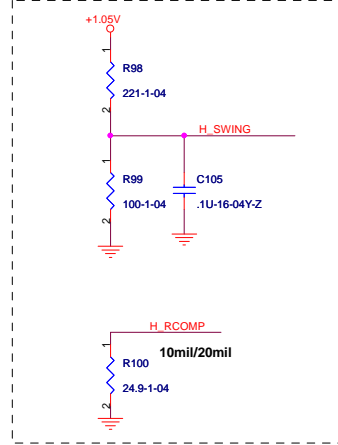 +1.05V
1
R98
221-1-04
2
H_SWING
1
R99
100-1-04
2
C105
.1U-16-04Y-Z
H_RCOMP
10mil/20mil
1
R100
24.9-1-04
2